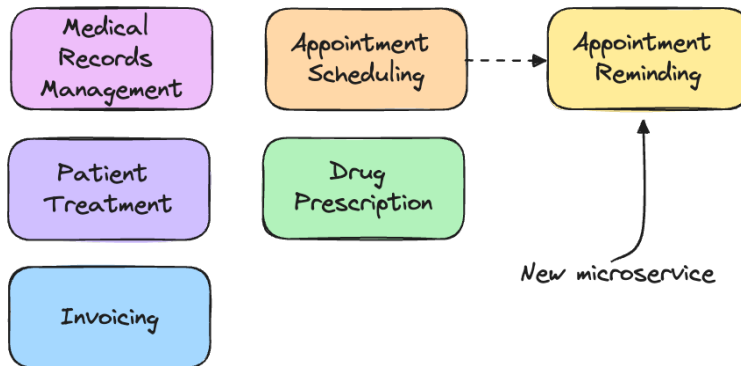 Medical
Records
Management
Appointment
Scheduling
Appointment
Reminding
Patient
Treatment
Drug
Prescription
New microservice
Invoicing